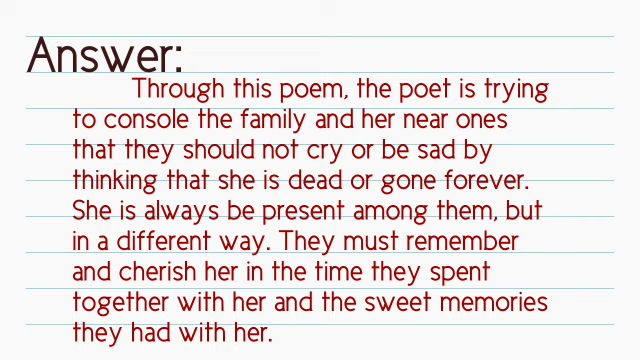 Answer:
Through this poem, the poet is trying
to console the family and her near ones
that they should not cry or be sad by
thinking that she is dead or gone forever.
She is always be present among them, but
in a different way. They must remember
and cherish her in the time they spent
together with her and the sweet memories
they had with her.